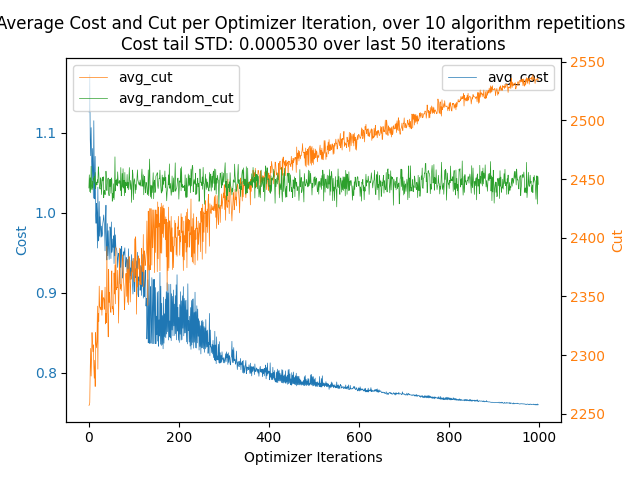 Average Cost and Cut per Optimizer Iteration, over 10 algorithm repetitions
Cost tail STD: 0.000530 over last 50 iterations
avg_cut
avg_random_cut
avg_cost
Cost
1.1
1.0
0.9
0.8
2550
2500
2450
2400
2350
2300
2250
Cut
0
200
400
600
800
1000
Optimizer Iterations